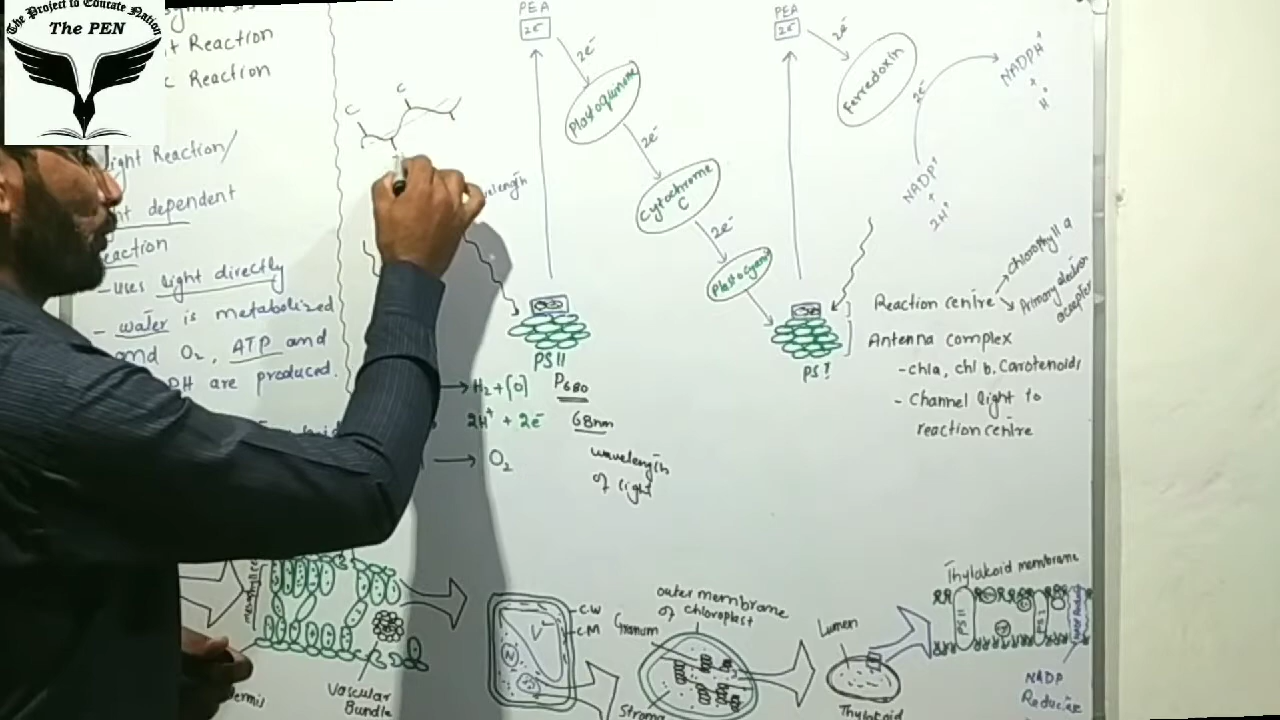 The Project to Educate Nation
The PEN
Reaction
Reaction
light Reaction/
dependent
- uses light directly
- water is metabolized
and O₂, ATP and
are produced.
C
C
PEA
2e⁻
2e⁻
Plastoquinone
2e⁻
Cytochrome
C
2e⁻
Plastocyanin
PSII
P680
68nm
wavelength
of light
→ H₂ + [O]
2H⁺ + 2e⁻
→ O₂
PEA
2e⁻
2e⁻
Ferredoxin
2e⁻
NADPH⁺
+
H⁺
NADP⁺
+
2H⁺
PSI
Reaction centre
chlorophyll a
Primary electron
acceptor
Antenna complex
- chla, chl b, Carotenoids
- Channel light to
reaction centre
Vascular
Bundle
CW
CM
V
N
outer membrane
of chloroplast
Granum
Stroma
Lumen
Thylakoid
Thylakoid membrane
PS II
PS I
NADP